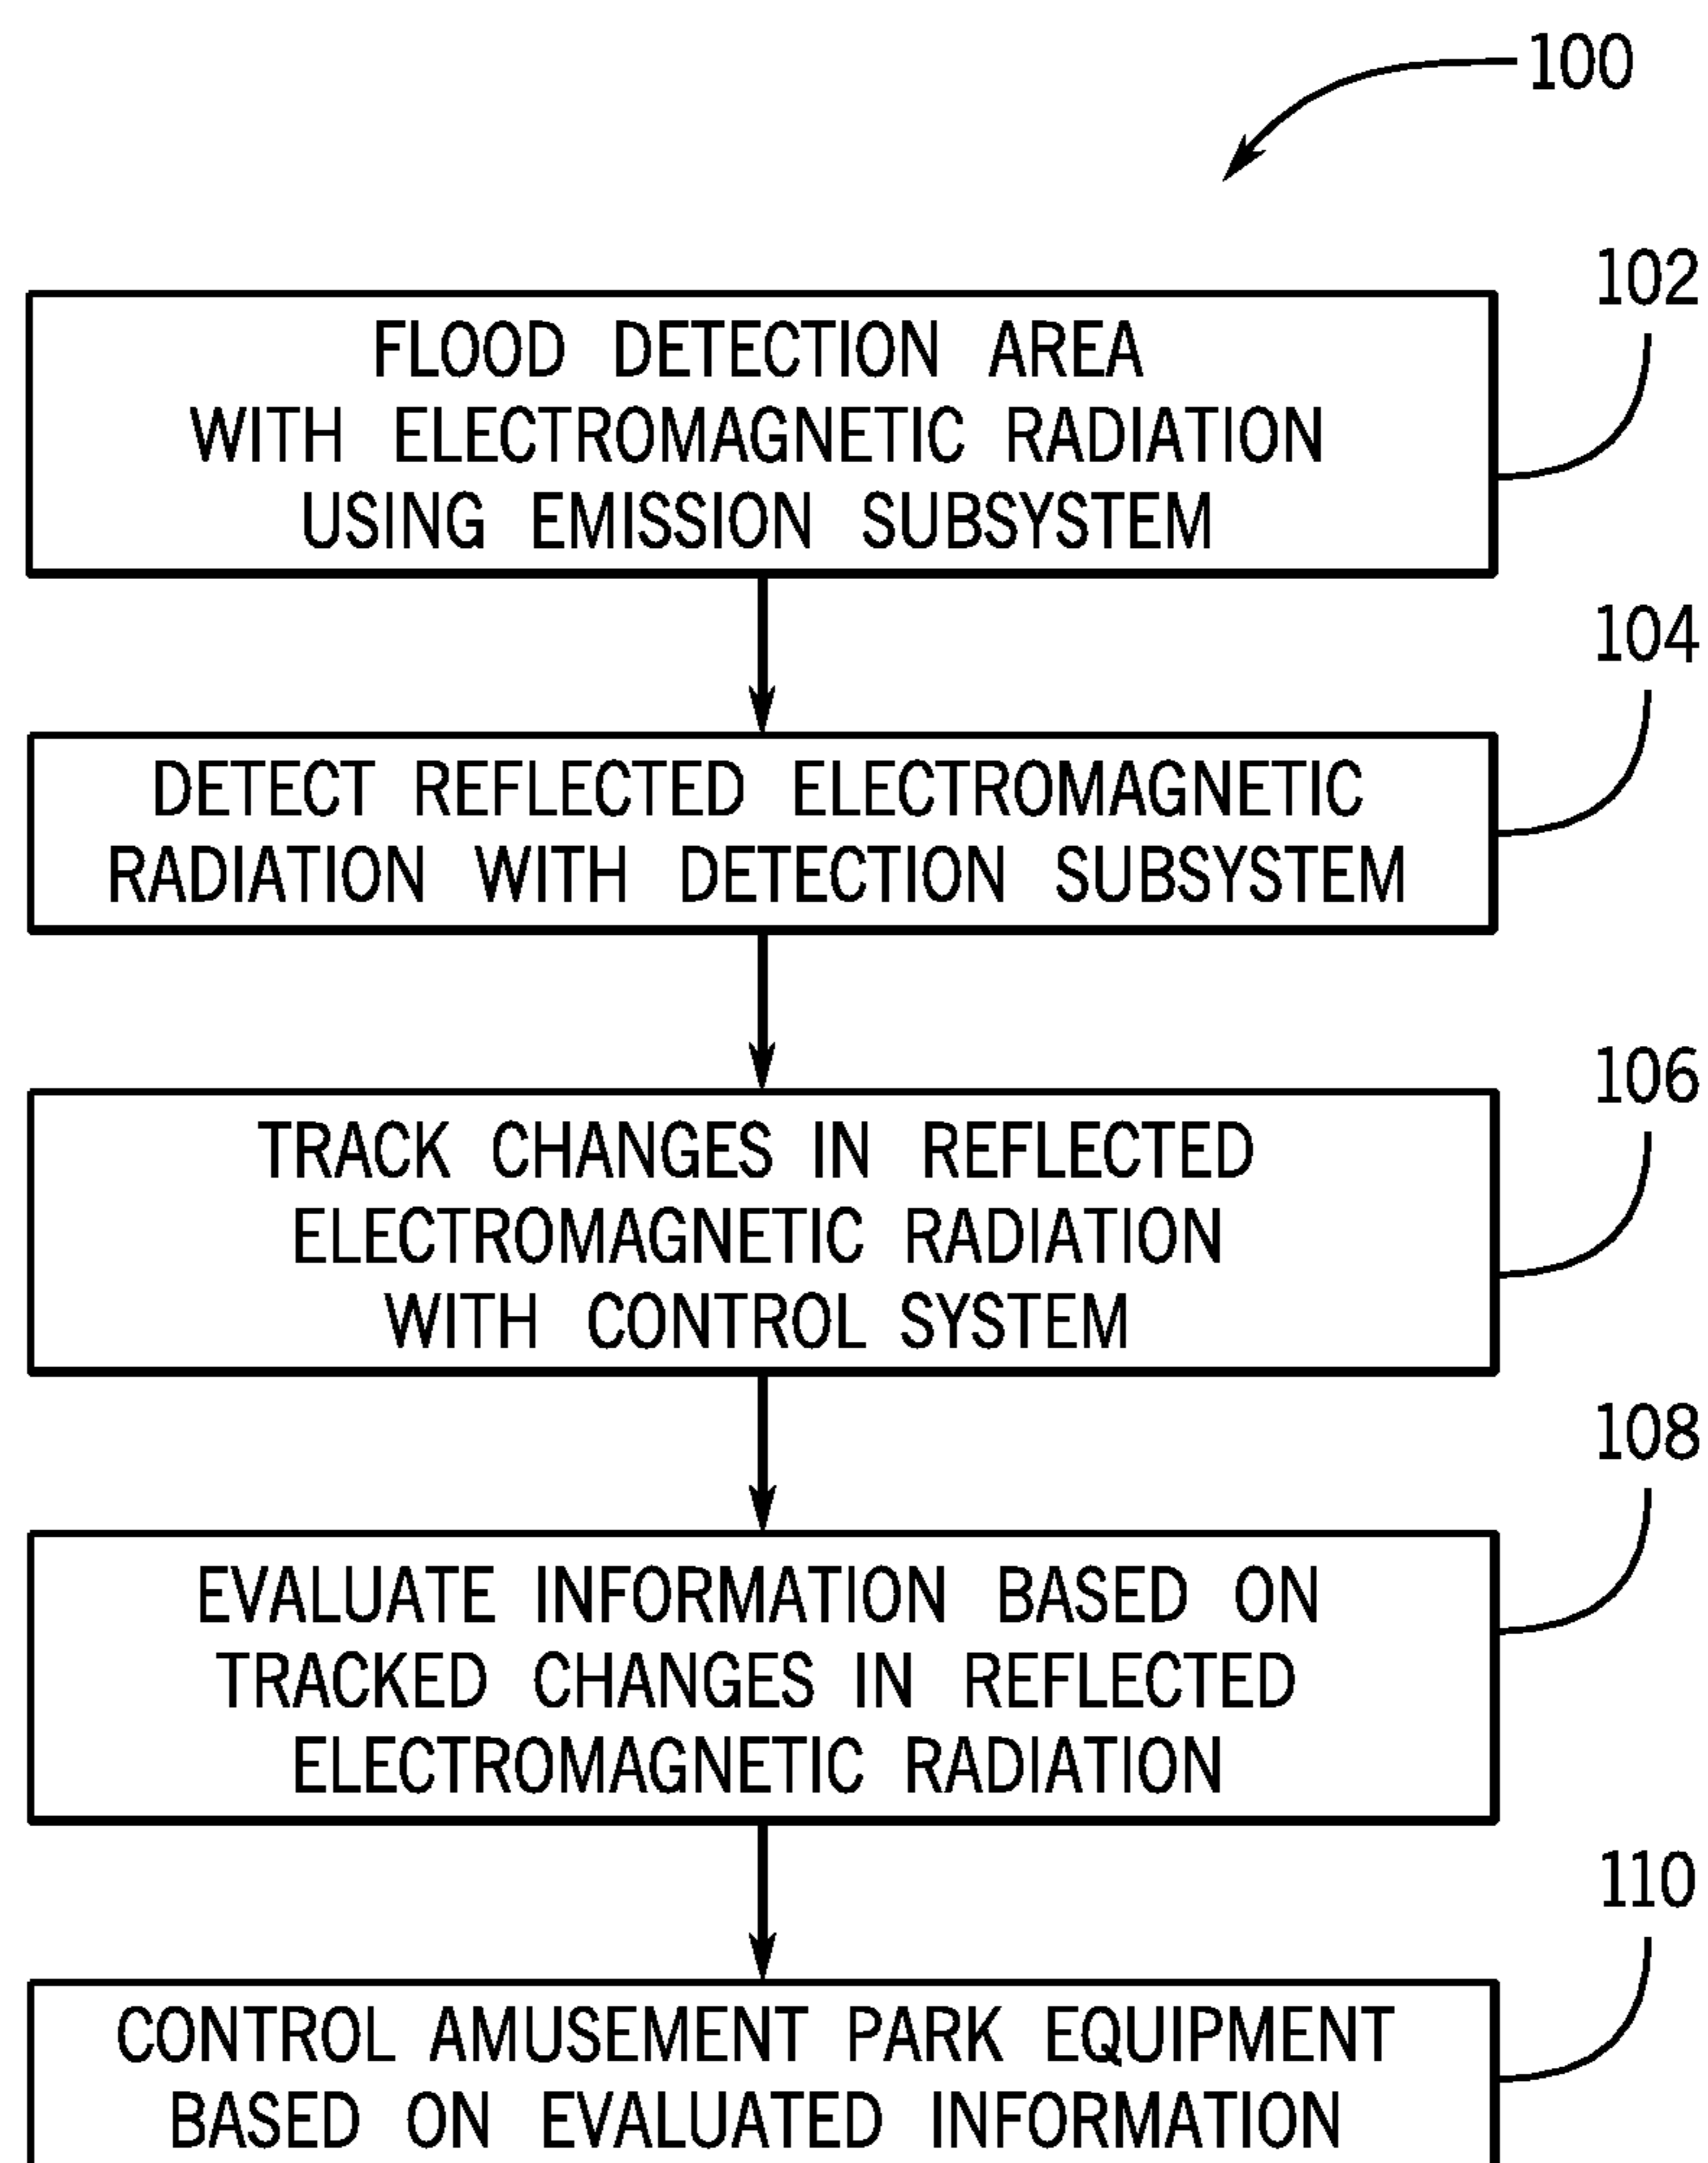 100
102
FLOOD DETECTION AREA
WITH ELECTROMAGNETIC RADIATION
USING EMISSION SUBSYSTEM
104
DETECT REFLECTED ELECTROMAGNETIC
RADIATION WITH DETECTION SUBSYSTEM
106
TRACK CHANGES IN REFLECTED
ELECTROMAGNETIC RADIATION
WITH CONTROL SYSTEM
108
EVALUATE INFORMATION BASED ON
TRACKED CHANGES IN REFLECTED
ELECTROMAGNETIC RADIATION
110
CONTROL AMUSEMENT PARK EQUIPMENT
BASED ON EVALUATED INFORMATION